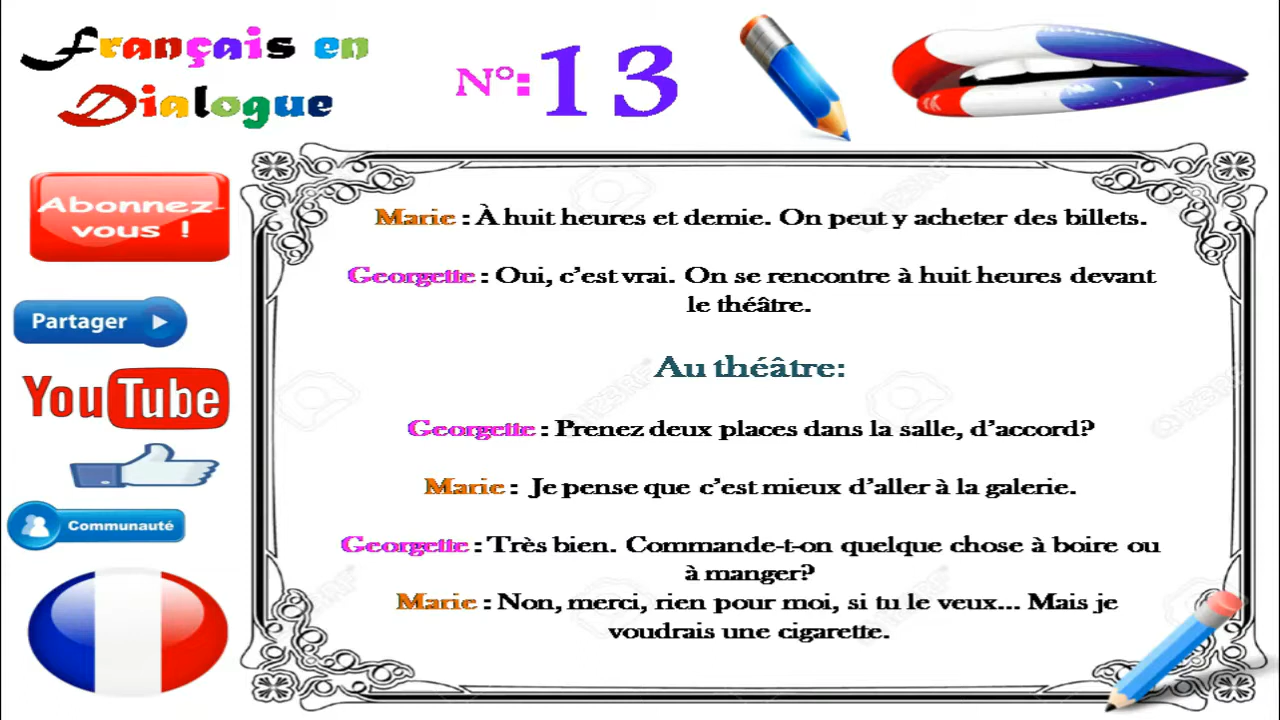 Français en
Dialogue
N°:13
Abonnez-
vous !
Partager
YouTube
Communauté
Marie : À huit heures et demie. On peut y acheter des billets.
Georgette : Oui, c’est vrai. On se rencontre à huit heures devant
le théâtre.
Au théâtre:
Georgette : Prenez deux places dans la salle, d’accord?
Marie : Je pense que c’est mieux d’aller à la galerie.
Georgette : Très bien. Commande-t-on quelque chose à boire ou
à manger?
Marie : Non, merci, rien pour moi, si tu le veux... Mais je
voudrais une cigarette.